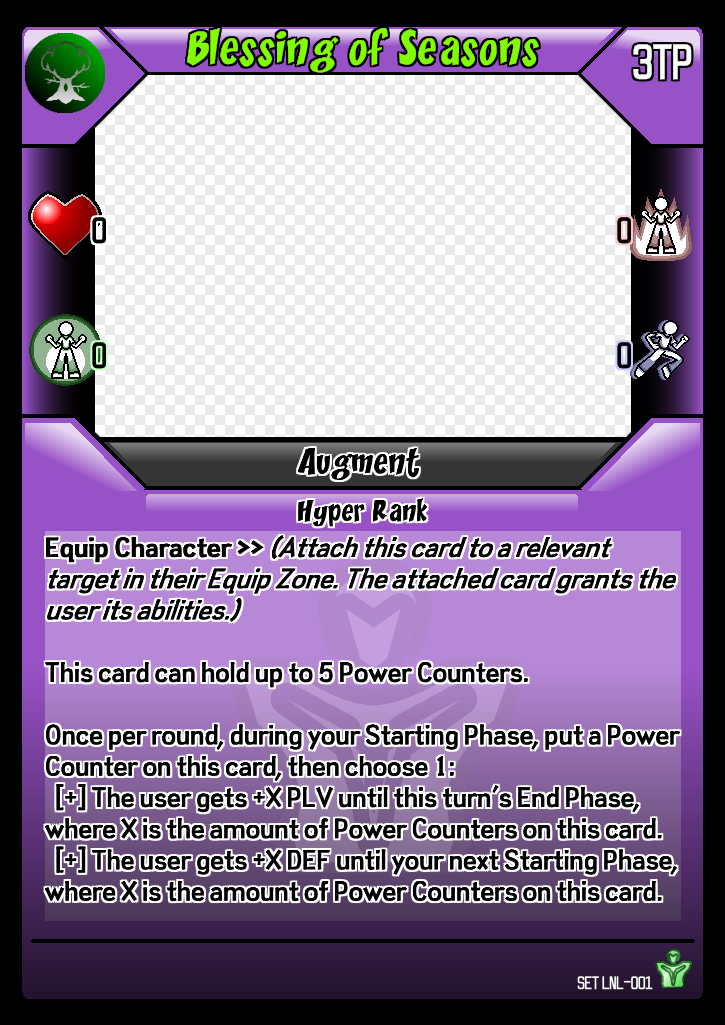 Blessing of Seasons
3TP
0
0
0
0
Augment
Hyper Rank
Equip Character >> (Attach this card to a relevant
target in their Equip Zone. The attached card grants the
user its abilities.)
This card can hold up to 5 Power Counters.
Once per round, during your Starting Phase, put a Power
Counter on this card, then choose 1:
[+] The user gets +X PLV until this turn's End Phase,
where X is the amount of Power Counters on this card.
[+] The user gets +X DEF until your next Starting Phase,
where X is the amount of Power Counters on this card.
SET LNL-001